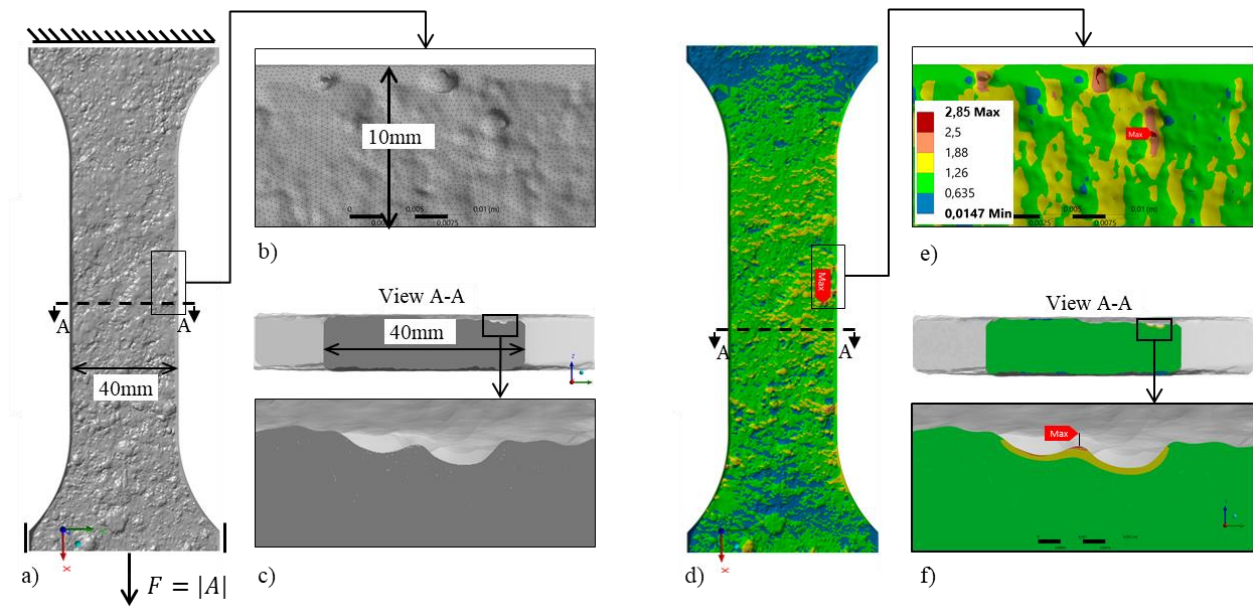 10mm
0 0.005 0.01 (m)
0.0075
b)
View A-A
A A
40mm
40mm
X
a)
F = |A|
c)
2,85 Max
2,5
1,88
1,26
0,635
0,0147 Min
Max
0.005 0.01 (m)
0.0025 0.0075
e)
Max
View A-A
A A
Max
X
d)
f)